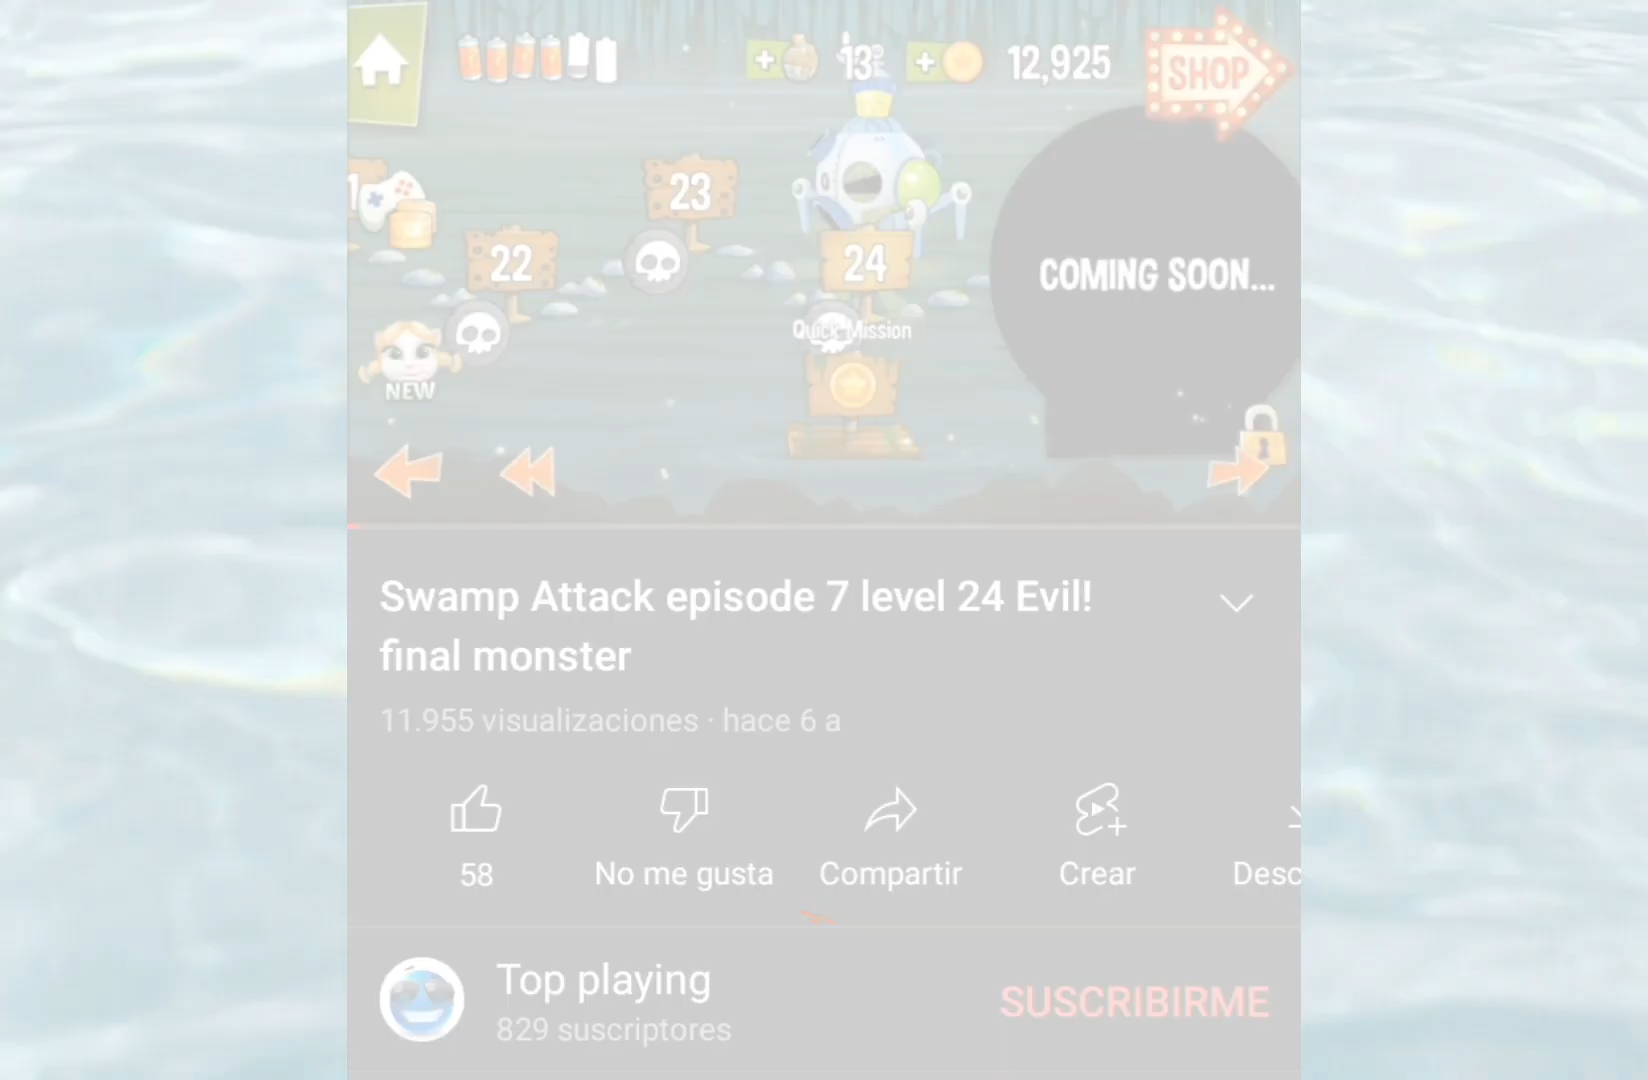 13
12,925
SHOP
1
23
22
24
COMING SOON...
Quick Mission
NEW
Swamp Attack episode 7 level 24 Evil!
final monster
11.955 visualizaciones · hace 6 a
58
No me gusta
Compartir
Crear
Desc
Top playing
829 suscriptores
SUSCRIBIRME